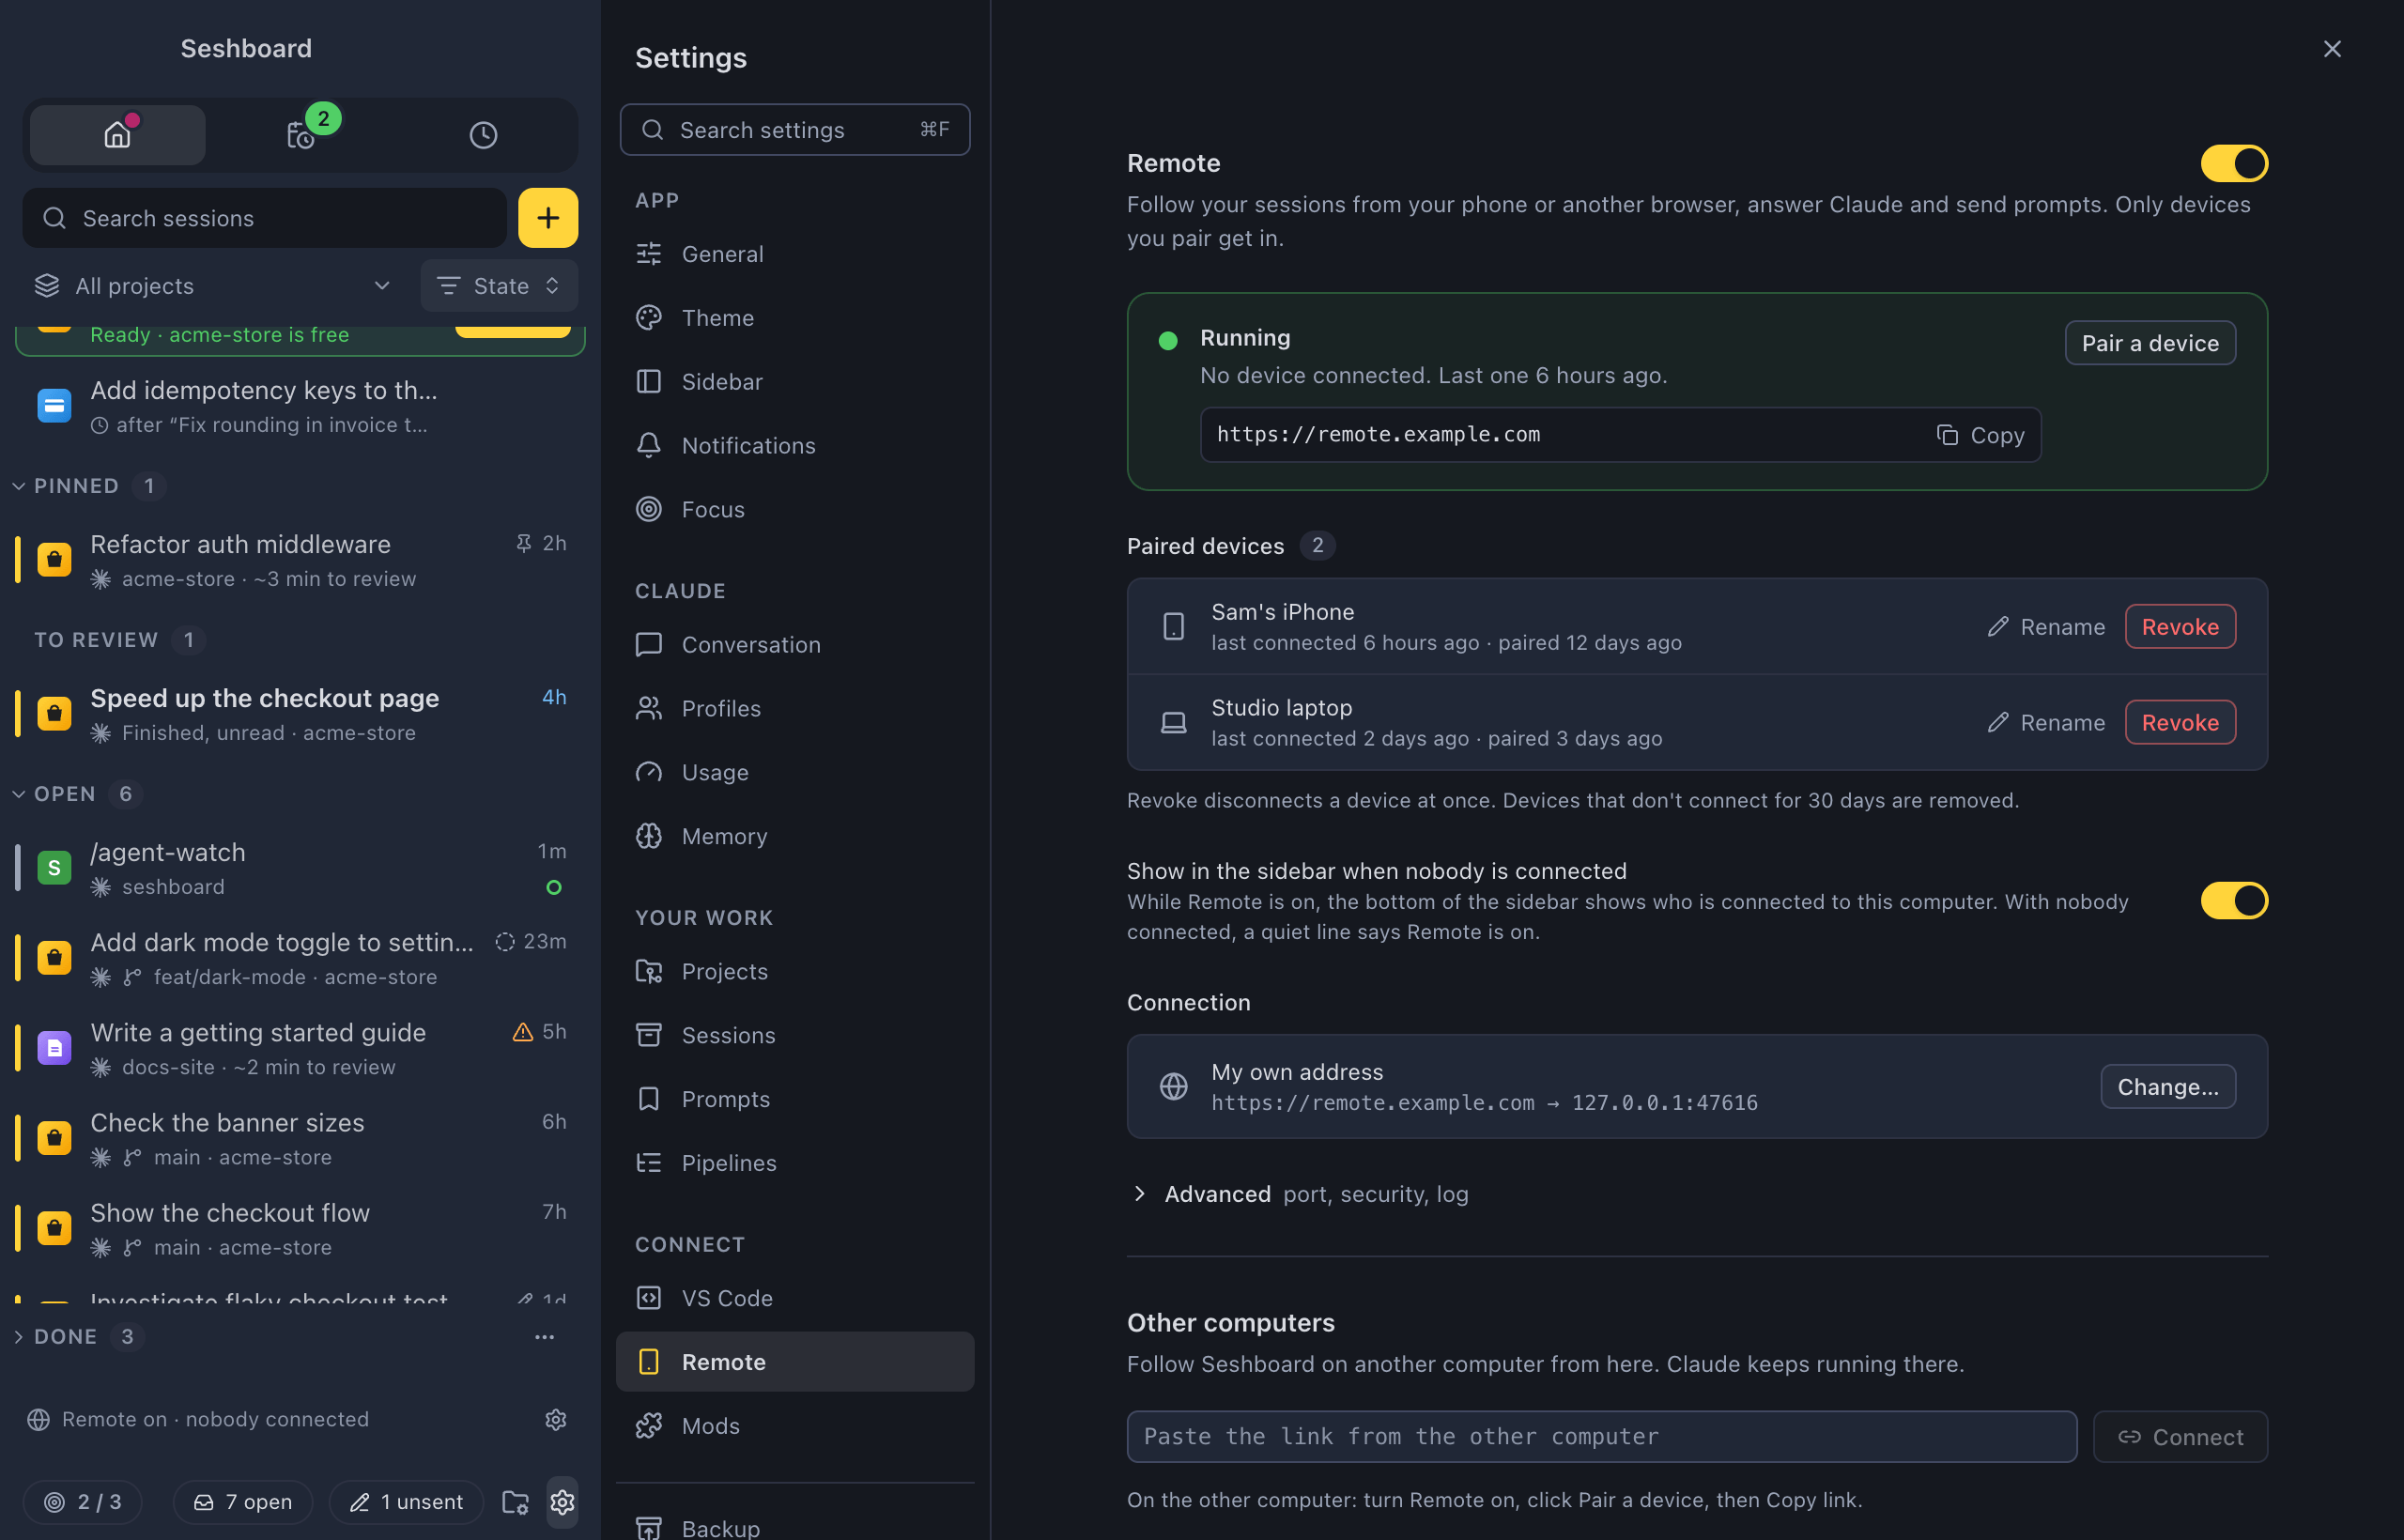 Seshboard
2
Search sessions
All projects
State
Ready · acme-store is free
Add idempotency keys to th...
after “Fix rounding in invoice t...
PINNED 1
Refactor auth middleware 2h
acme-store · ~3 min to review
TO REVIEW 1
Speed up the checkout page 4h
Finished, unread · acme-store
OPEN 6
/agent-watch 1m
S
seshboard
Add dark mode toggle to settin... 23m
feat/dark-mode · acme-store
Write a getting started guide 5h
docs-site · ~2 min to review
Check the banner sizes 6h
main · acme-store
Show the checkout flow 7h
main · acme-store
Investigate flaky checkout test 1d
DONE 3
Remote on · nobody connected
2 / 3
7 open
1 unsent
Settings
Search settings ⌘F
APP
General
Theme
Sidebar
Notifications
Focus
CLAUDE
Conversation
Profiles
Usage
Memory
YOUR WORK
Projects
Sessions
Prompts
Pipelines
CONNECT
VS Code
Remote
Mods
Backup
Remote
Follow your sessions from your phone or another browser, answer Claude and send prompts. Only devices
you pair get in.
Running
Pair a device
No device connected. Last one 6 hours ago.
https://remote.example.com
Copy
Paired devices 2
Sam's iPhone
last connected 6 hours ago · paired 12 days ago
Rename
Revoke
Studio laptop
last connected 2 days ago · paired 3 days ago
Rename
Revoke
Revoke disconnects a device at once. Devices that don't connect for 30 days are removed.
Show in the sidebar when nobody is connected
While Remote is on, the bottom of the sidebar shows who is connected to this computer. With nobody
connected, a quiet line says Remote is on.
Connection
My own address
https://remote.example.com → 127.0.0.1:47616
Change...
Advanced port, security, log
Other computers
Follow Seshboard on another computer from here. Claude keeps running there.
Paste the link from the other computer
Connect
On the other computer: turn Remote on, click Pair a device, then Copy link.